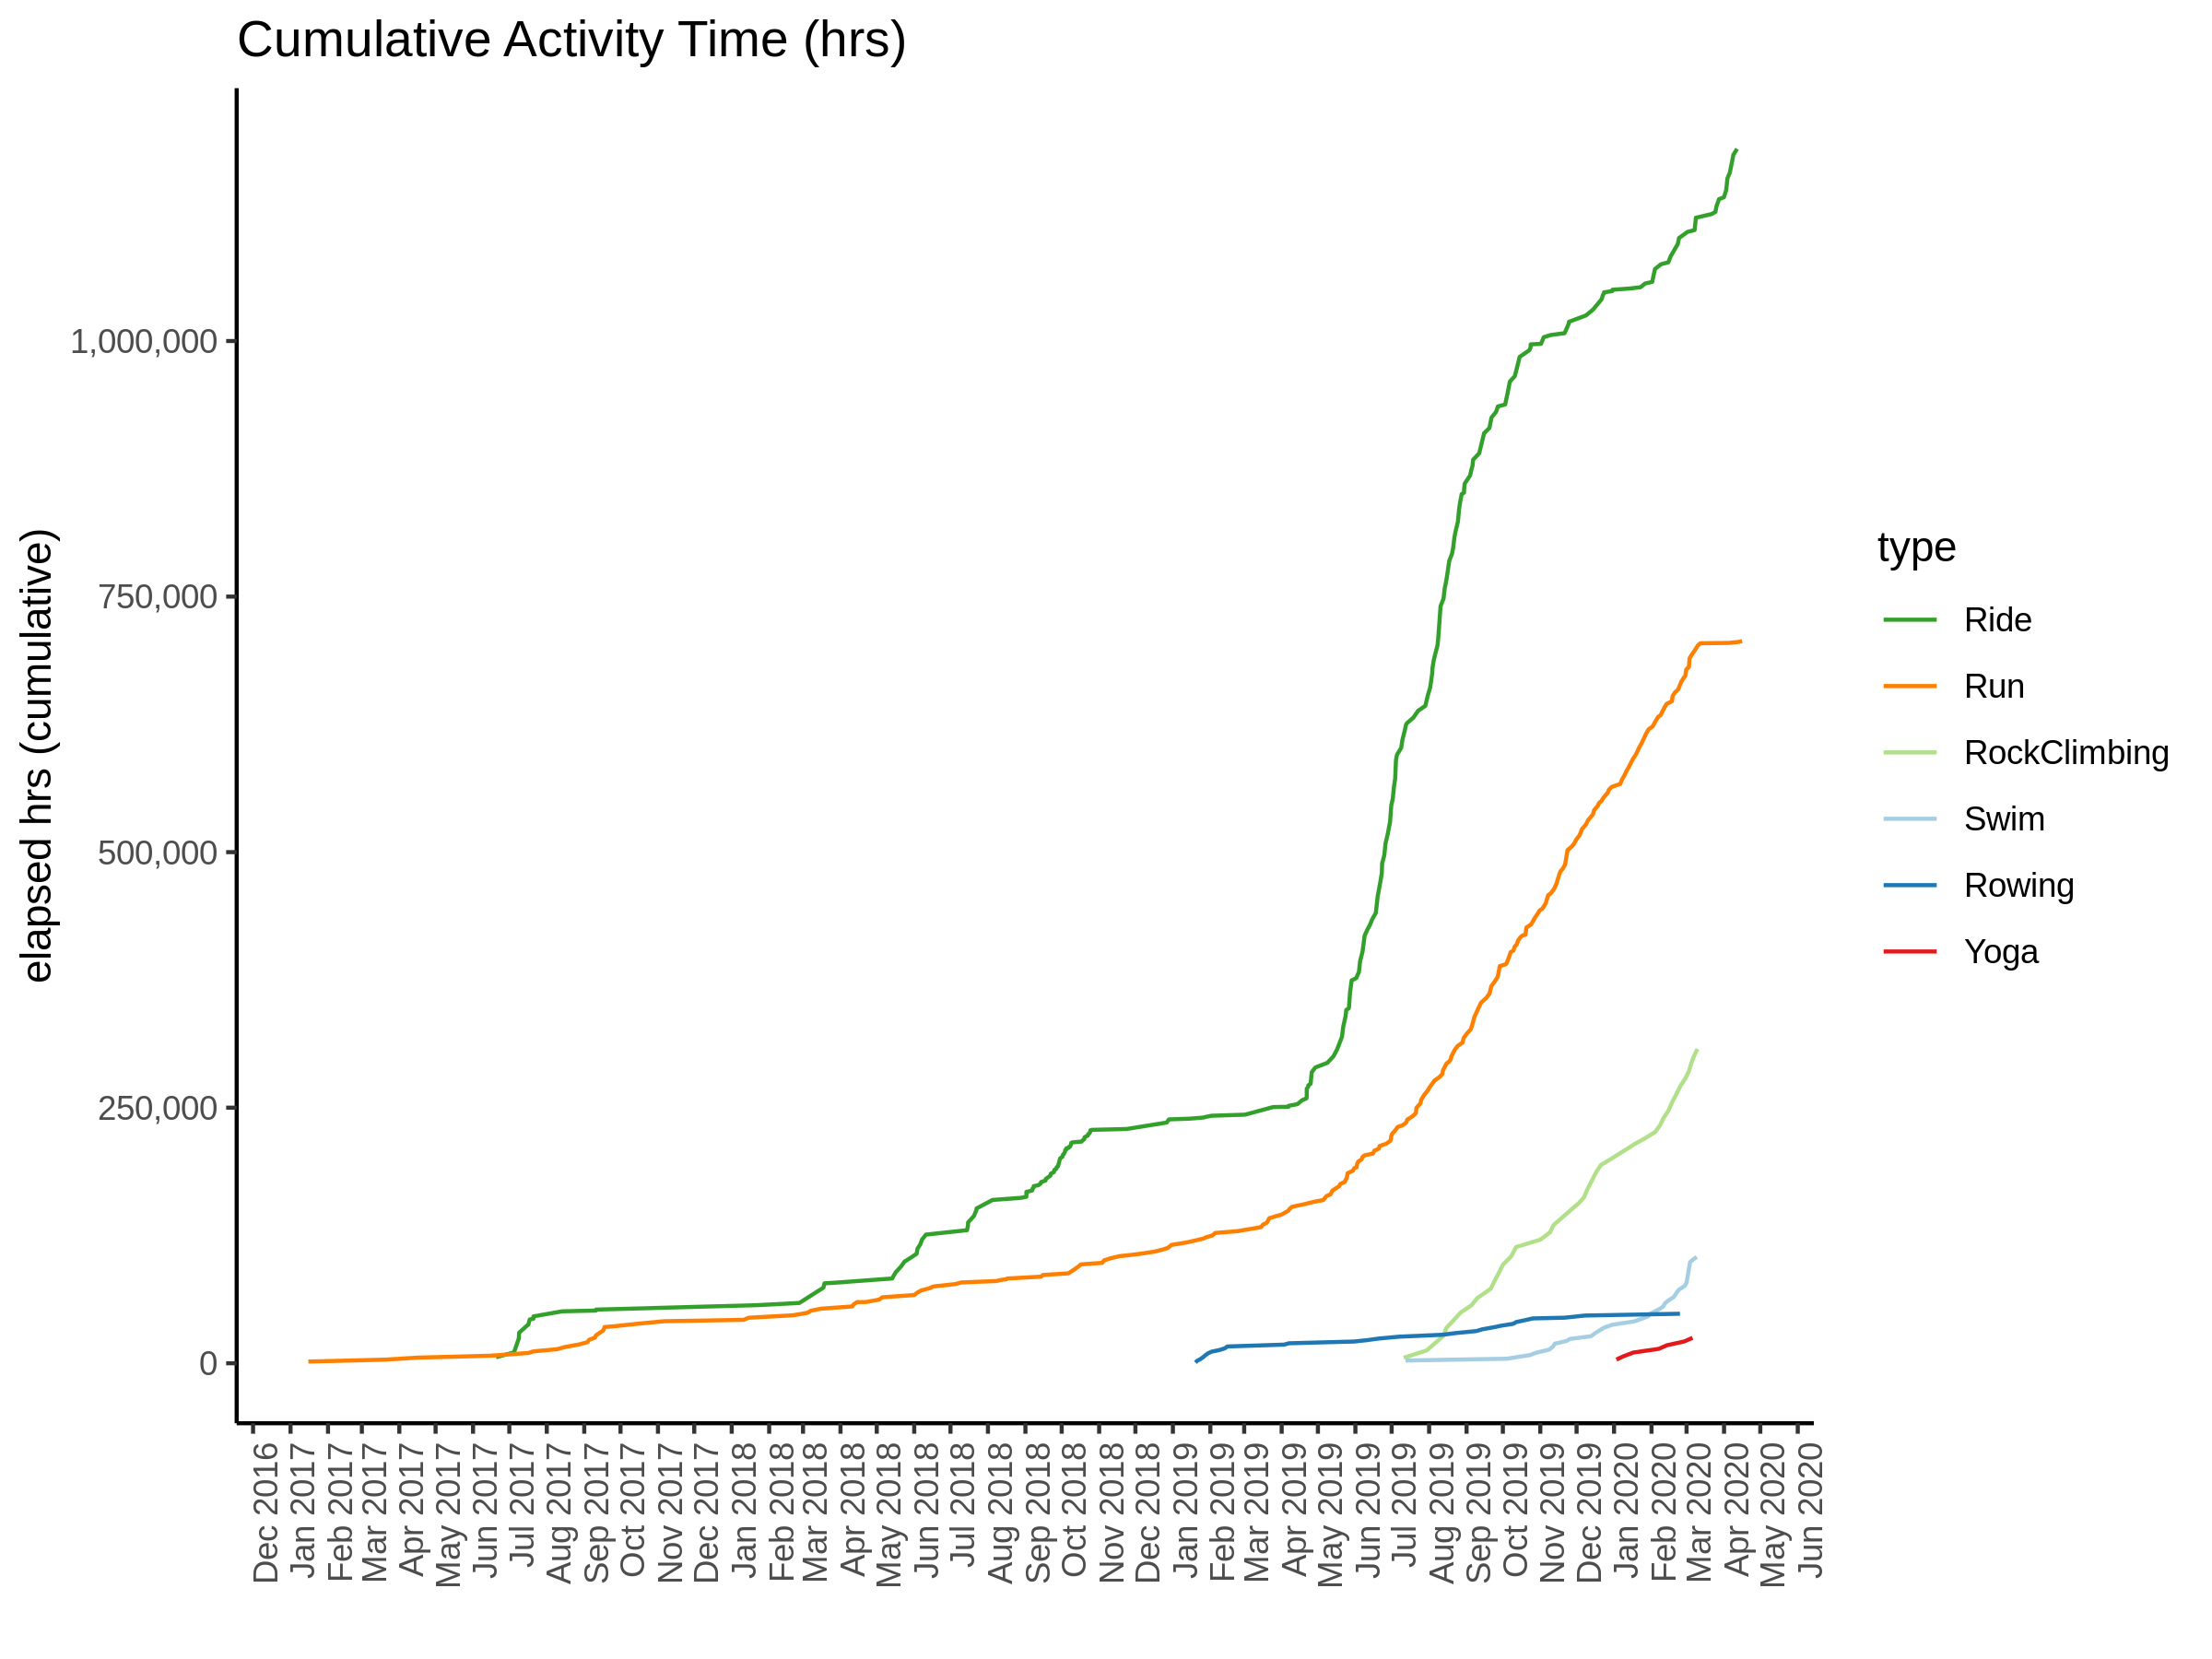 Cumulative Activity Time (hrs)
elapsed hrs (cumulative)
1,000,000
750,000
500,000
250,000
0
Dec 2016
Jan 2017
Feb 2017
Mar 2017
Apr 2017
May 2017
Jun 2017
Jul 2017
Aug 2017
Sep 2017
Oct 2017
Nov 2017
Dec 2017
Jan 2018
Feb 2018
Mar 2018
Apr 2018
May 2018
Jun 2018
Jul 2018
Aug 2018
Sep 2018
Oct 2018
Nov 2018
Dec 2018
Jan 2019
Feb 2019
Mar 2019
Apr 2019
May 2019
Jun 2019
Jul 2019
Aug 2019
Sep 2019
Oct 2019
Nov 2019
Dec 2019
Jan 2020
Feb 2020
Mar 2020
Apr 2020
May 2020
Jun 2020
type
Ride
Run
RockClimbing
Swim
Rowing
Yoga